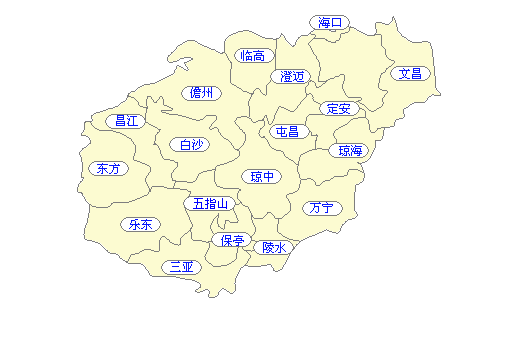 海口
临高
澄迈
文昌
儋州
定安
昌江
屯昌
白沙
琼海
东方
琼中
五指山
万宁
乐东
保亭
陵水
三亚